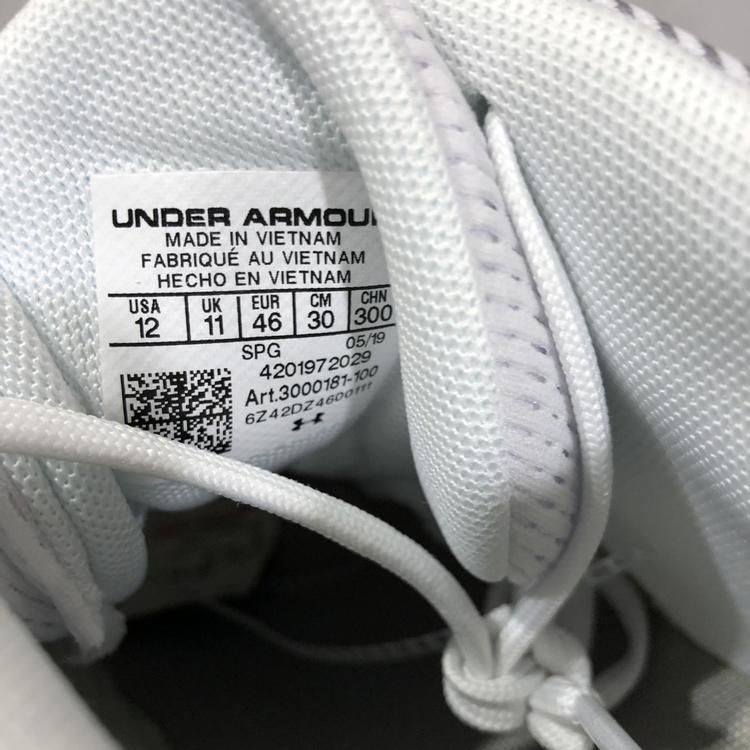 UNDER ARMOUR
MADE IN VIETNAM
FABRIQUÉ AU VIETNAM
HECHO EN VIETNAM
USA UK EUR CM CHN
12 11 46 30 300
SPG 05/19
4201972029
Art.3000181-100
6Z42DZ4600111